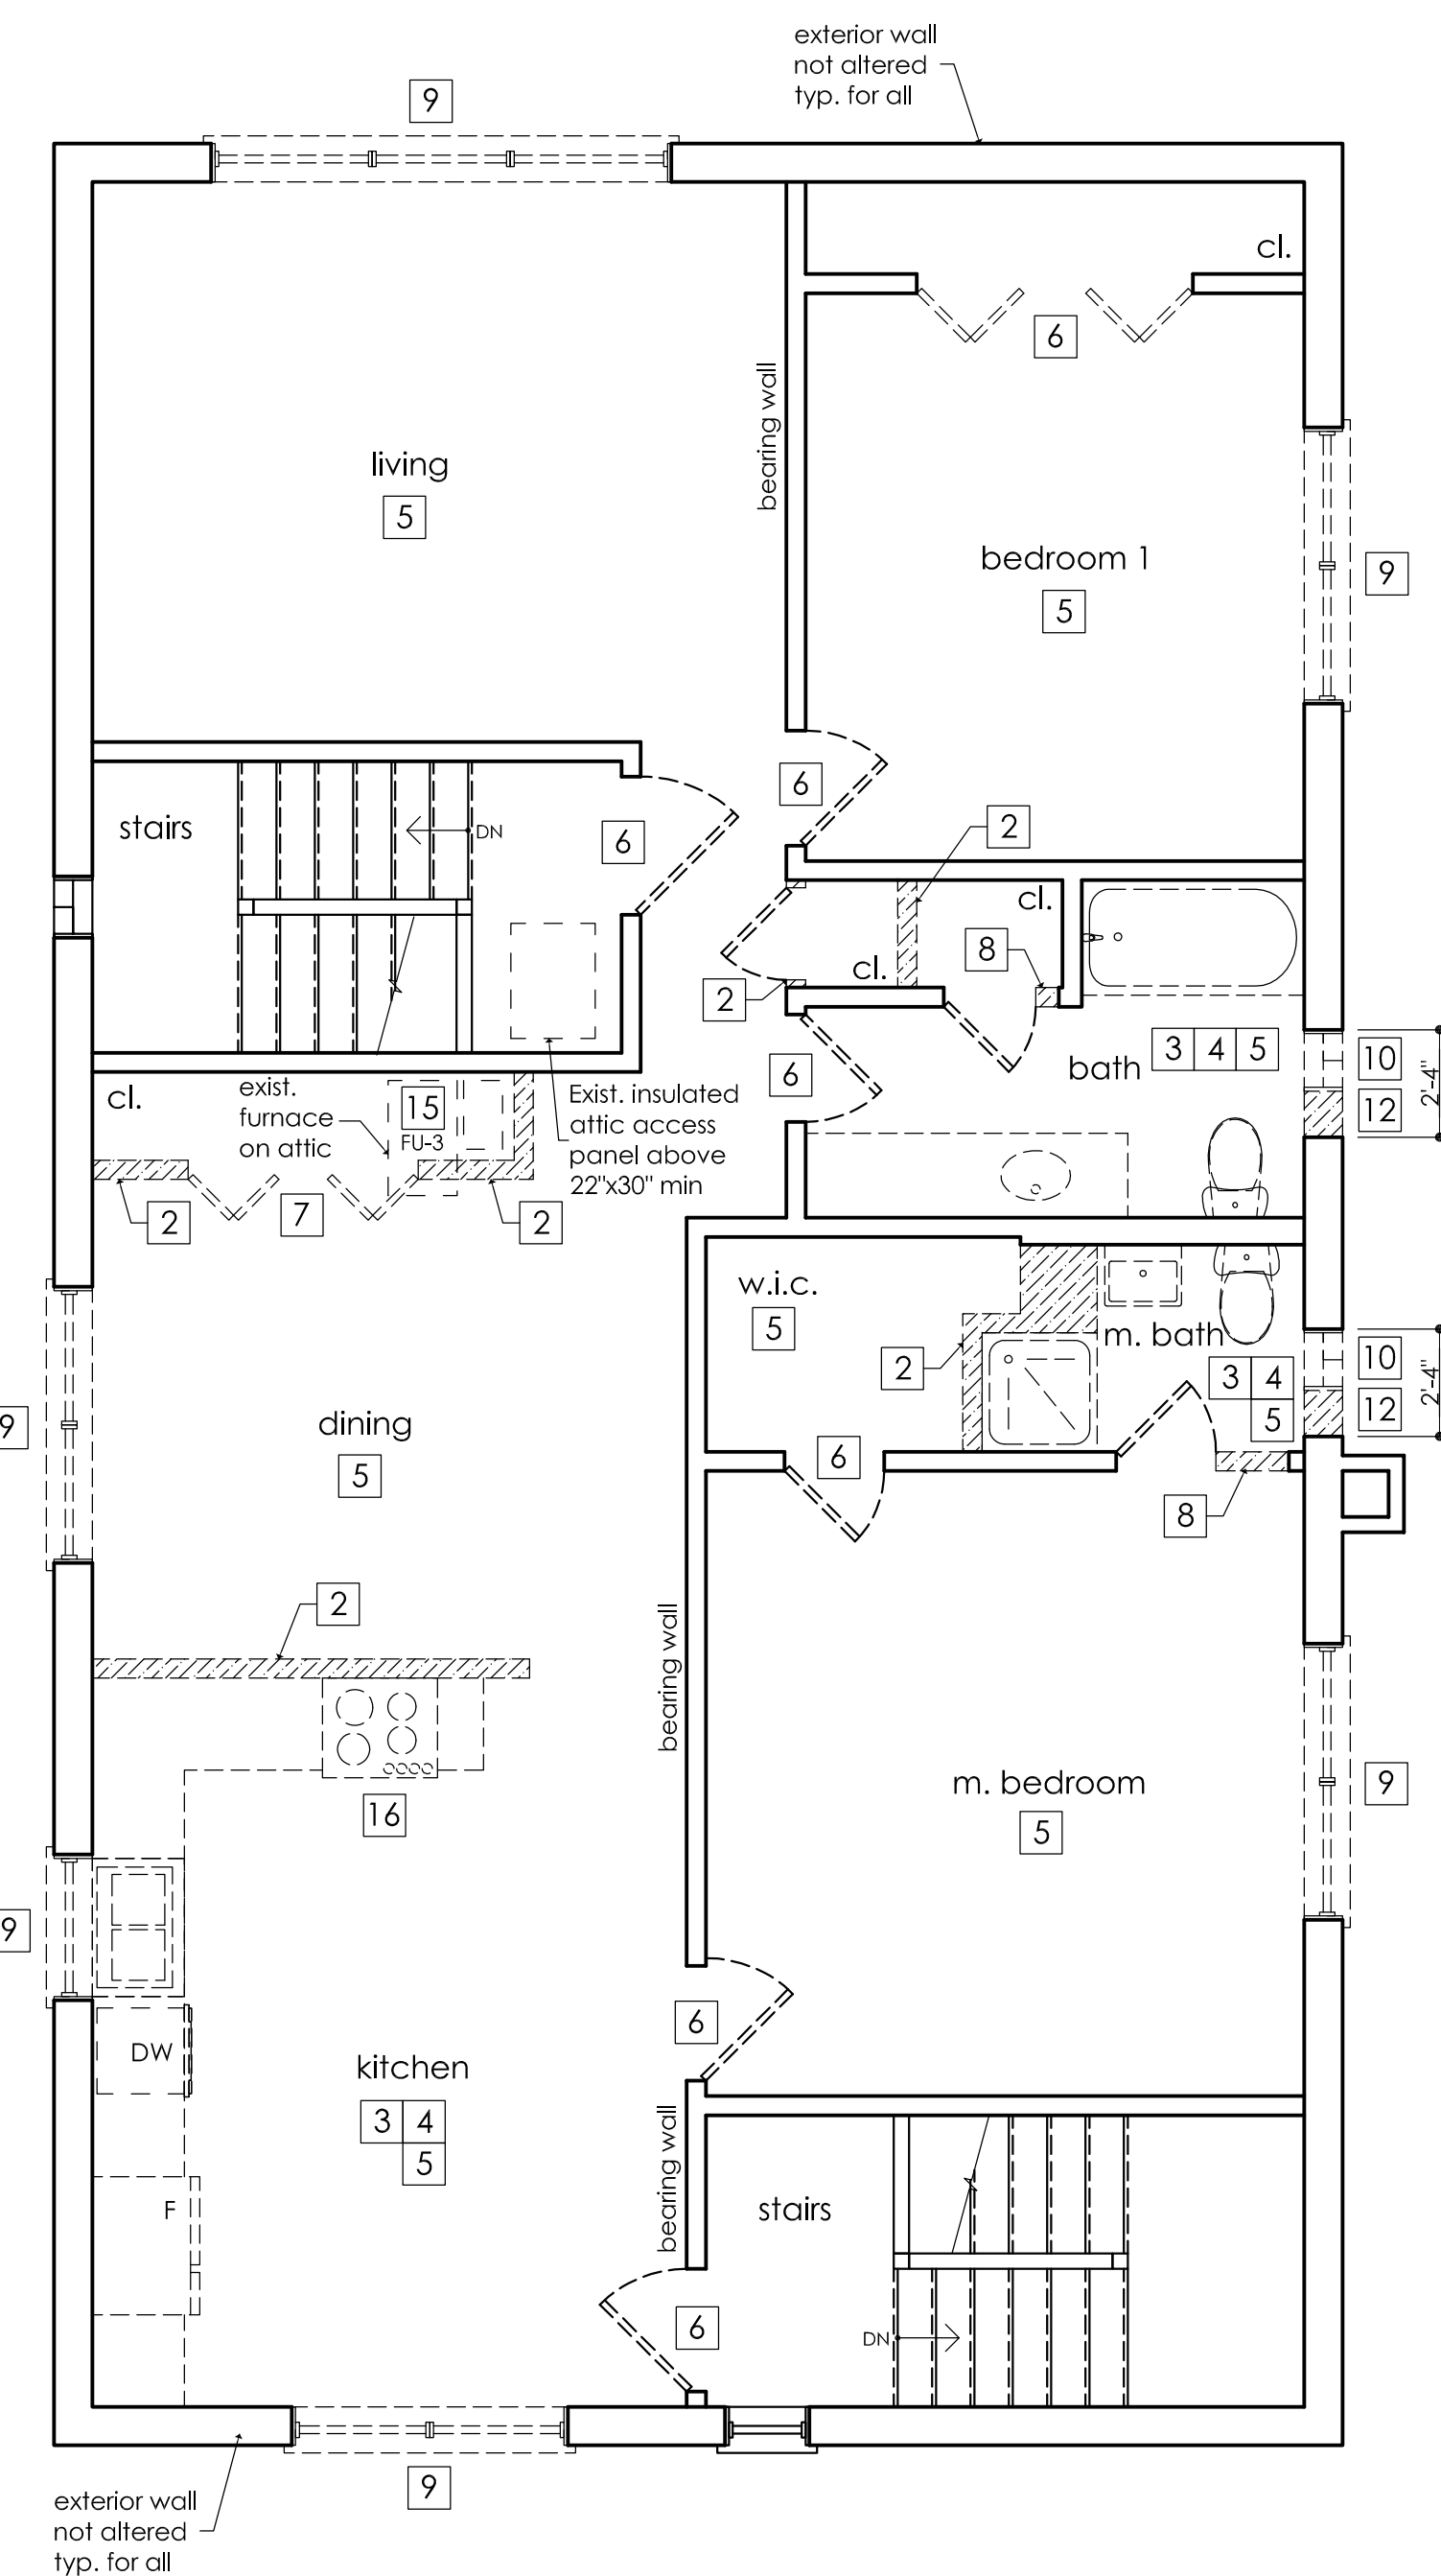 exterior wall
not altered
typ. for all
9
cl.
6
bearing wall
living
5
bedroom 1
5
9
6
stairs
DN
6
2
cl.
8
cl.
2
bath
3 4 5
10
12
2'-4"
6
cl.
exist.
furnace
on attic
15
FU-3
Exist. insulated
attic access
panel above
22"x30" min
2
7
2
w.i.c.
5
2
m. bath
3 4
5
10
12
2'-4"
9
dining
5
6
8
2
bearing wall
16
m. bedroom
5
9
9
6
DW
kitchen
3 4
5
bearing wall
F
stairs
6
DN
9
exterior wall
not altered
typ. for all